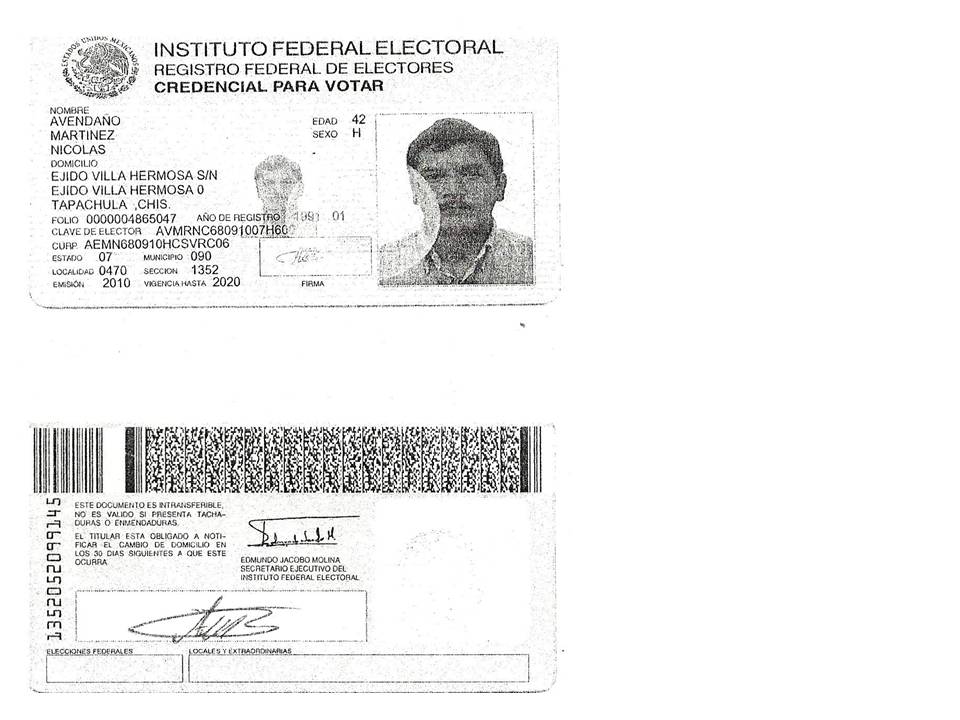 ESTADOS UNIDOS MEXICANOS
INSTITUTO FEDERAL ELECTORAL
REGISTRO FEDERAL DE ELECTORES
CREDENCIAL PARA VOTAR
NOMBRE
AVENDAÑO
MARTINEZ
NICOLAS
EDAD 42
SEXO H
DOMICILIO
EJIDO VILLA HERMOSA S/N
EJIDO VILLA HERMOSA 0
TAPACHULA ,CHIS.
FOLIO 0000004865047 AÑO DE REGISTRO 1991 01
CLAVE DE ELECTOR AVMRNC68091007H60
CURP AEMN680910HCSVRC06
ESTADO 07 MUNICIPIO 090
LOCALIDAD 0470 SECCION 1352
EMISIÓN 2010 VIGENCIA HASTA 2020 FIRMA
ESTE DOCUMENTO ES INTRANSFERIBLE,
NO ES VALIDO SI PRESENTA TACHA-
DURAS O ENMENDADURAS.
EL TITULAR ESTA OBLIGADO A NOTI-
FICAR EL CAMBIO DE DOMICILIO EN
LOS 30 DIAS SIGUIENTES A QUE ESTE
OCURRA.
EDMUNDO JACOBO MOLINA
SECRETARIO EJECUTIVO DEL
INSTITUTO FEDERAL ELECTORAL
ELECCIONES FEDERALES
LOCALES Y EXTRAORDINARIAS